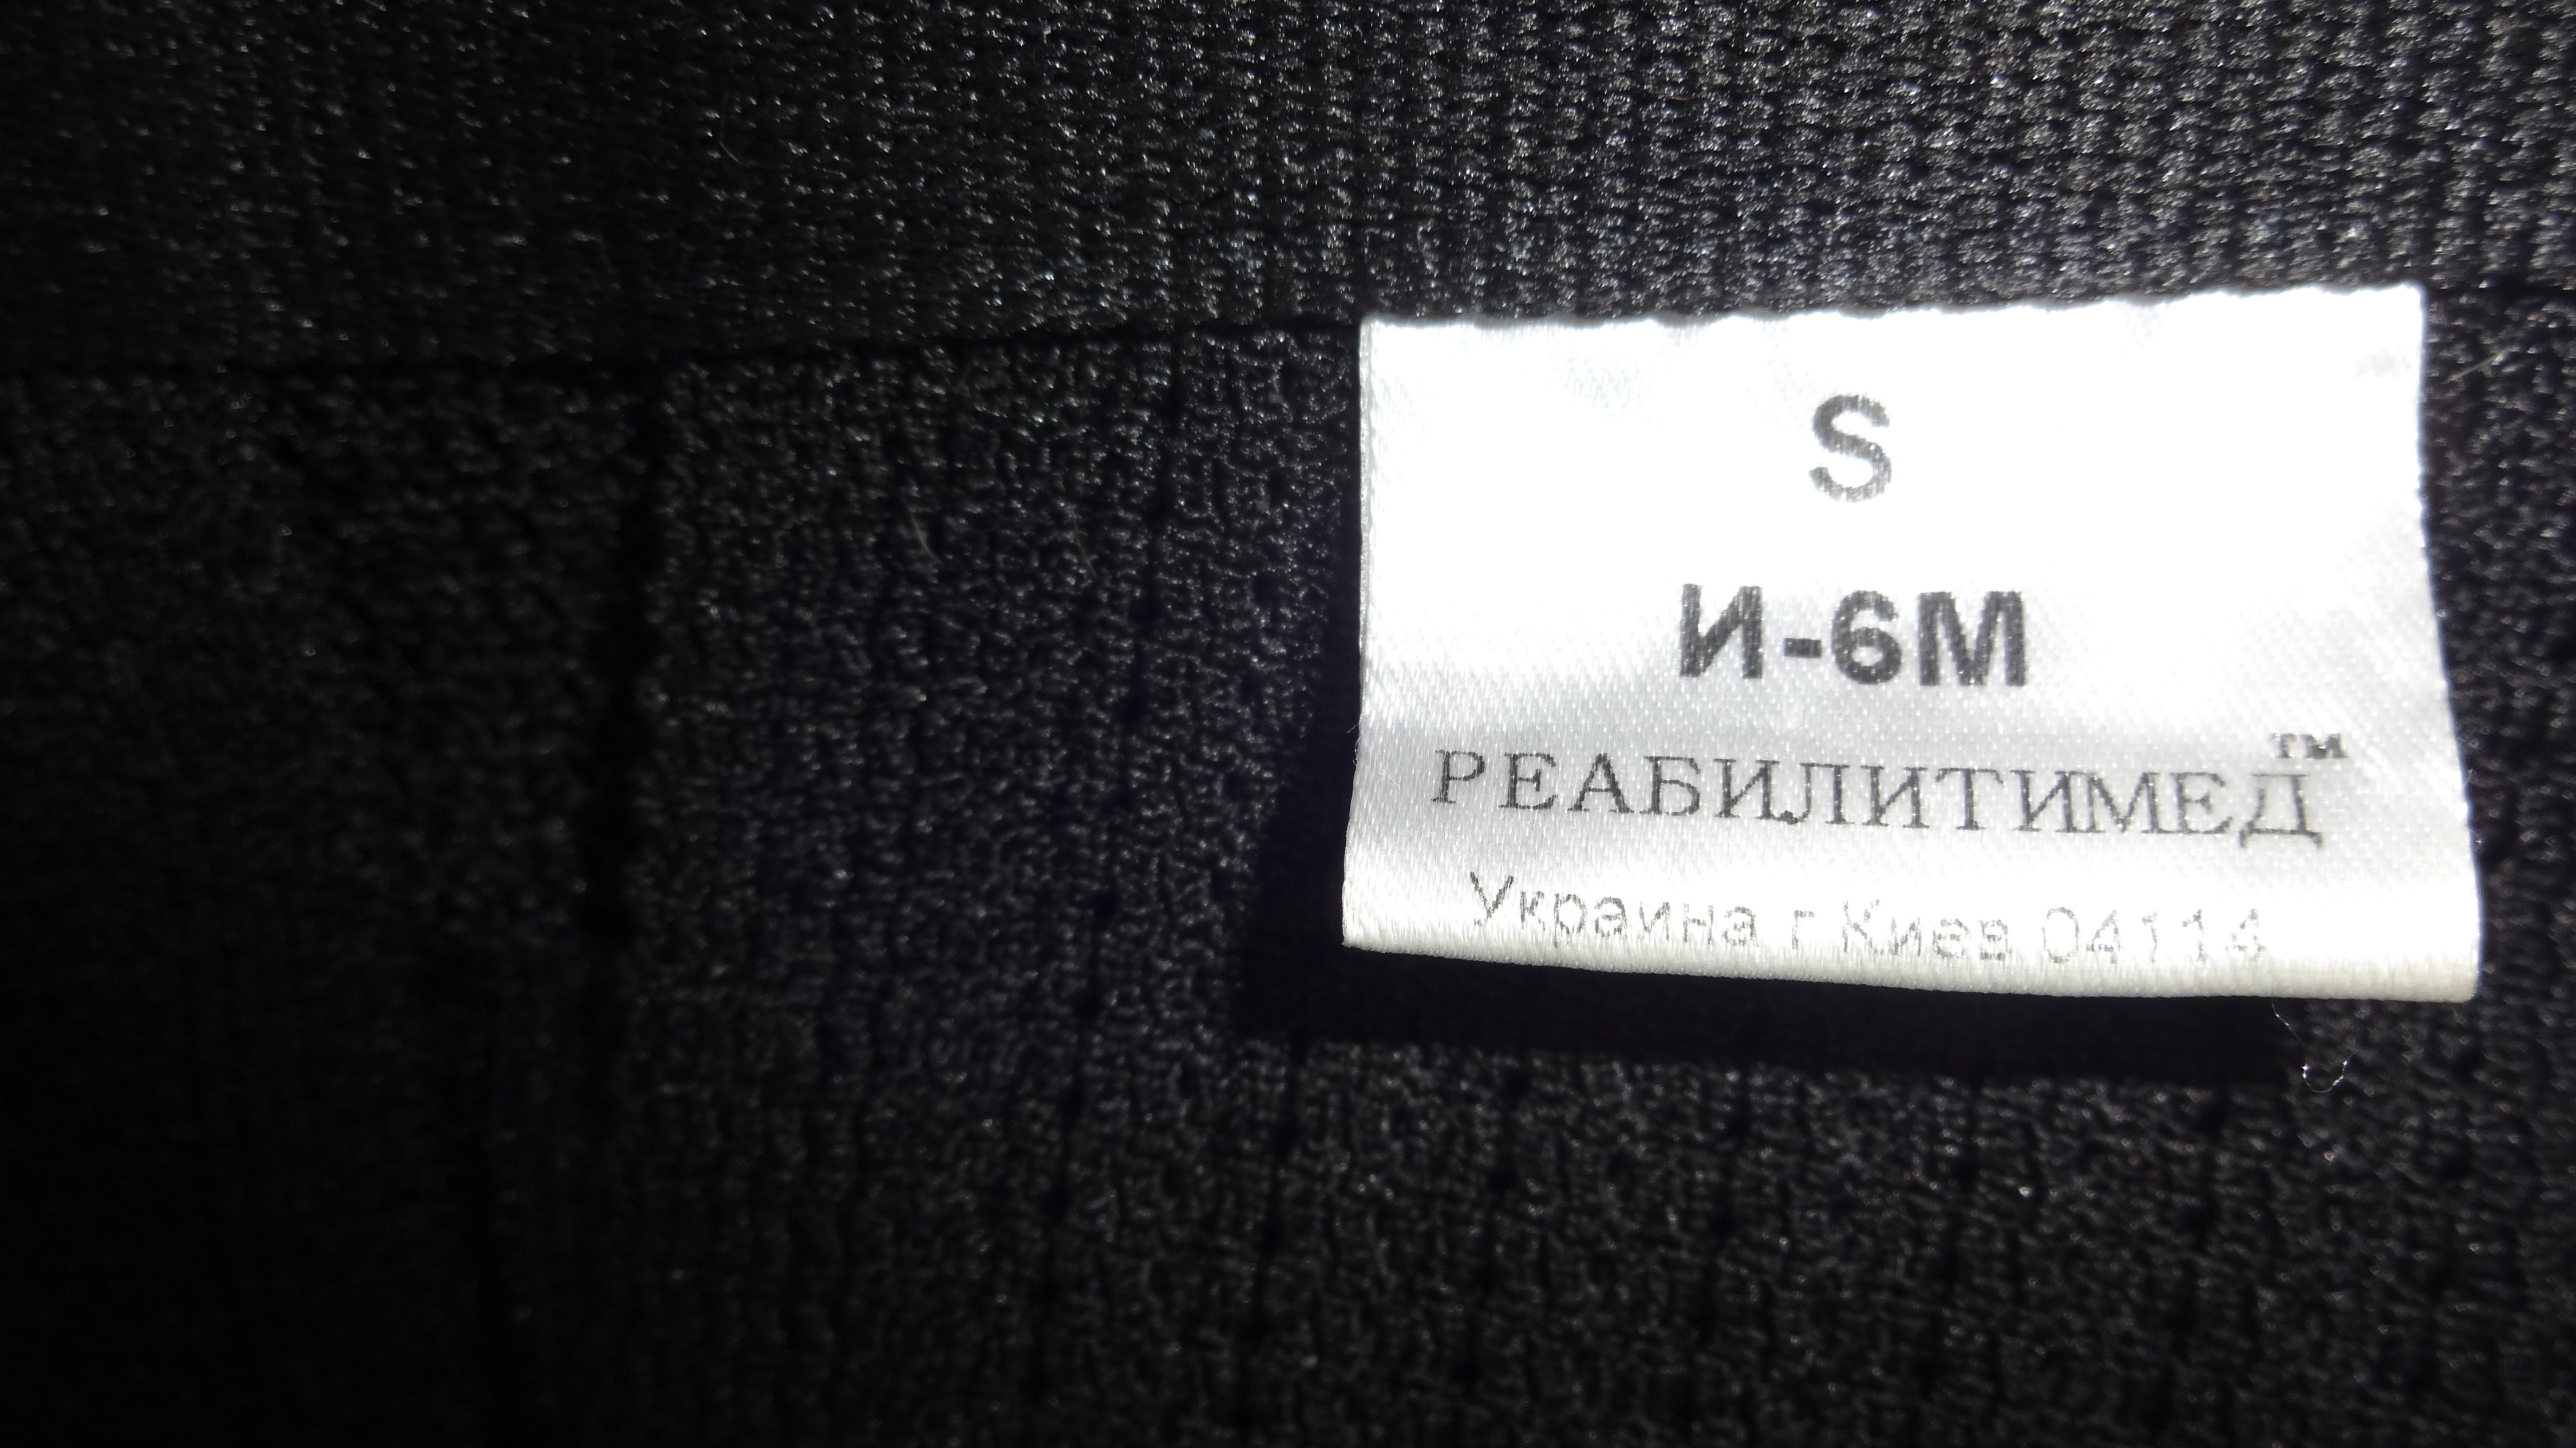 S
И-6М
РЕАБИЛИТИМЕД™
Украина г Киев 04114